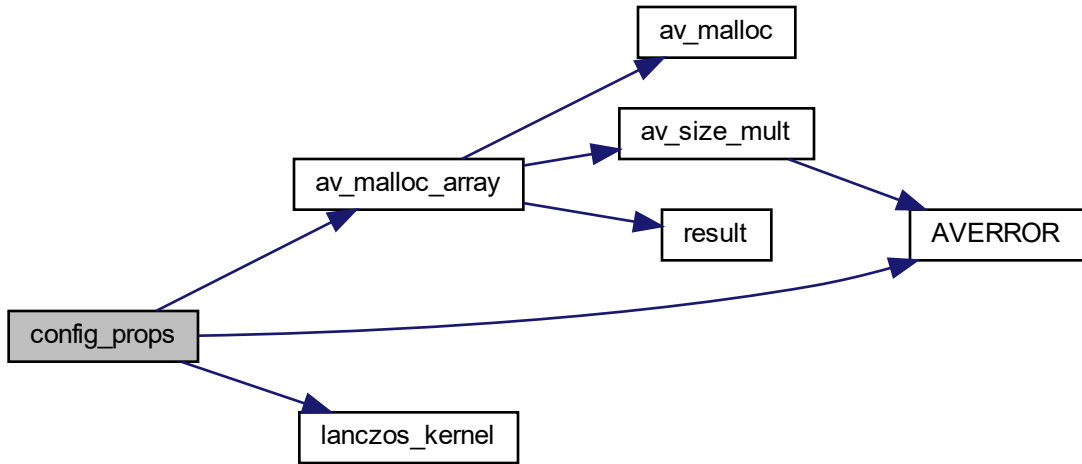 av_malloc
av_size_mult
av_malloc_array
result
AVERROR
config_props
lanczos_kernel